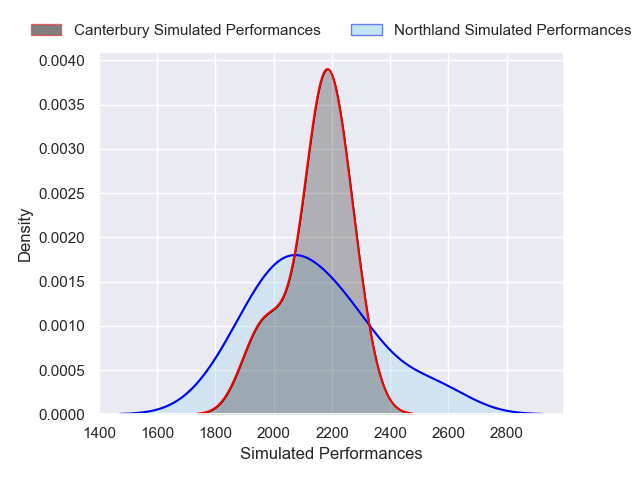 Canterbury Simulated Performances Northland Simulated Performances
0.0040
0.0035
0.0030
0.0025
0.0020
0.0015
0.0010
0.0005
0.0000
Density
1400 1600 1800 2000 2200 2400 2600 2800
Simulated Performances